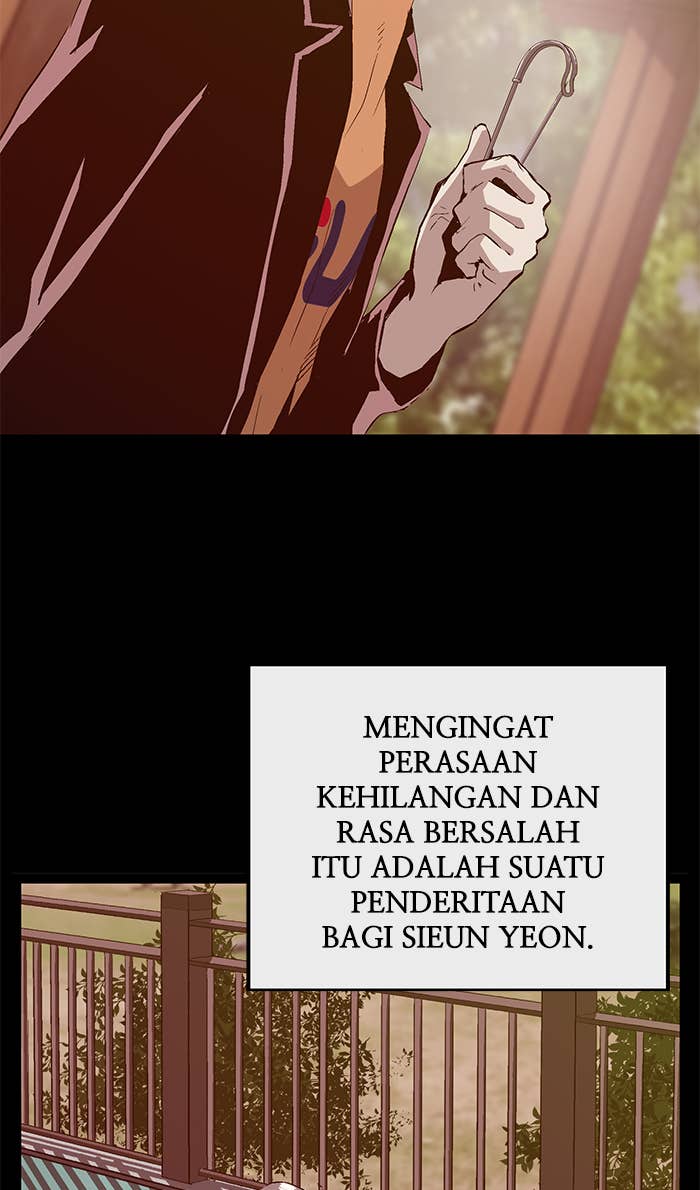 MENGINGAT
PERASAAN
KEHILANGAN DAN
RASA BERSALAH
ITU ADALAH SUATU
PENDERITAAN
BAGI SIEUN YEON.